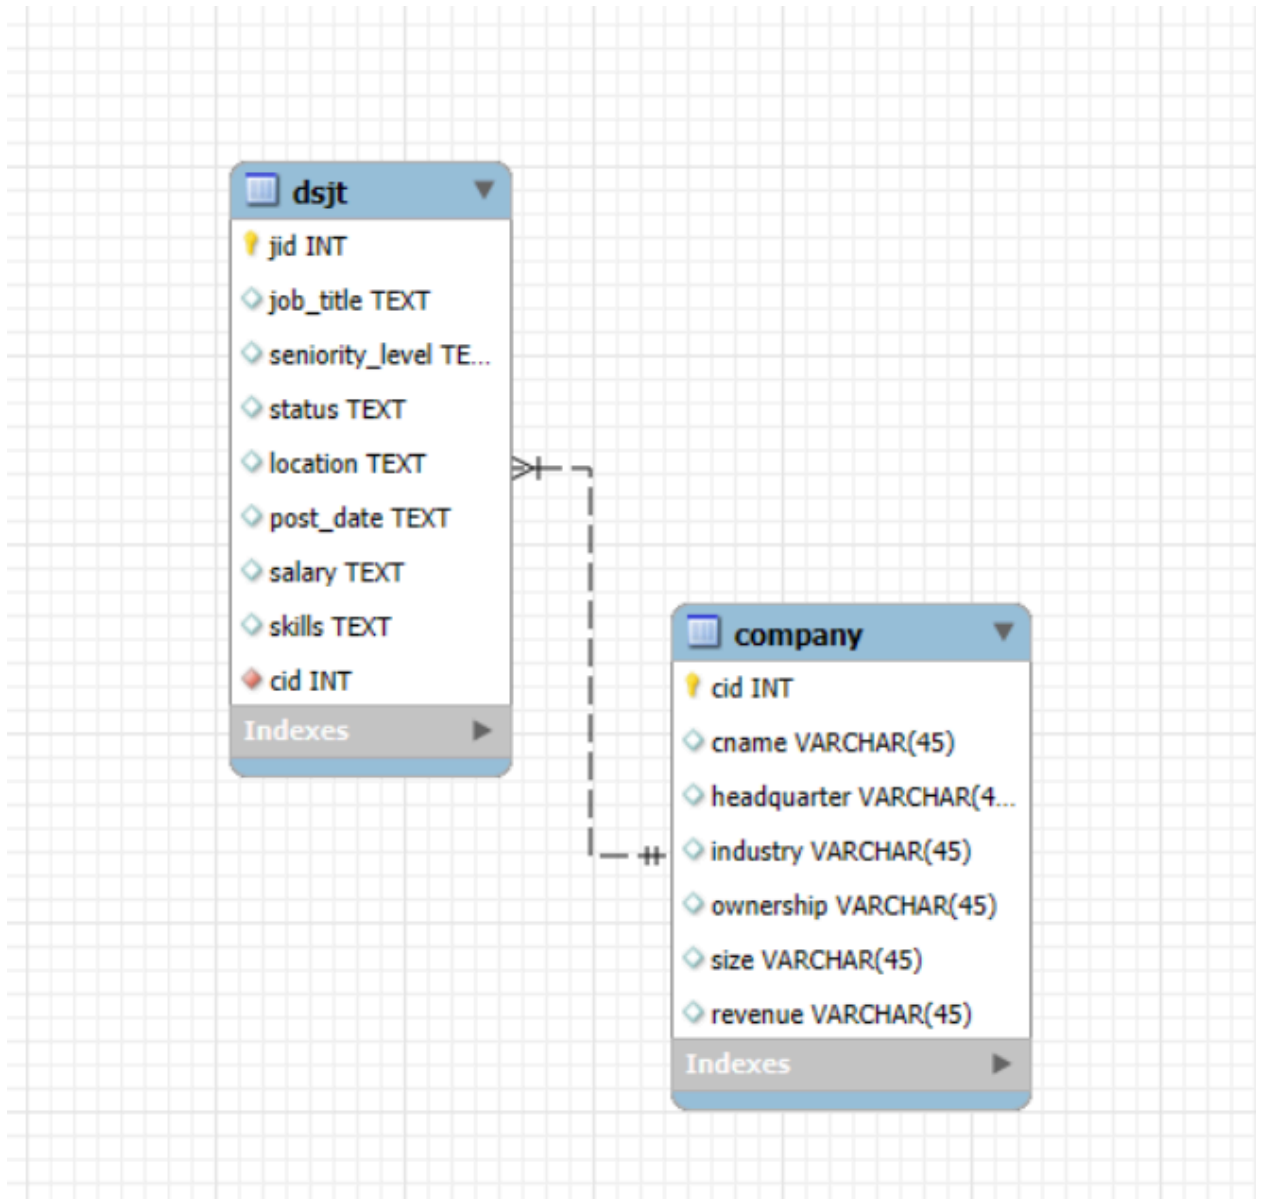 dsjt
jid INT
job_title TEXT
seniority_level TE...
status TEXT
location TEXT
post_date TEXT
salary TEXT
skills TEXT
cid INT
Indexes
company
cid INT
cname VARCHAR(45)
headquarter VARCHAR(4...
industry VARCHAR(45)
ownership VARCHAR(45)
size VARCHAR(45)
revenue VARCHAR(45)
Indexes